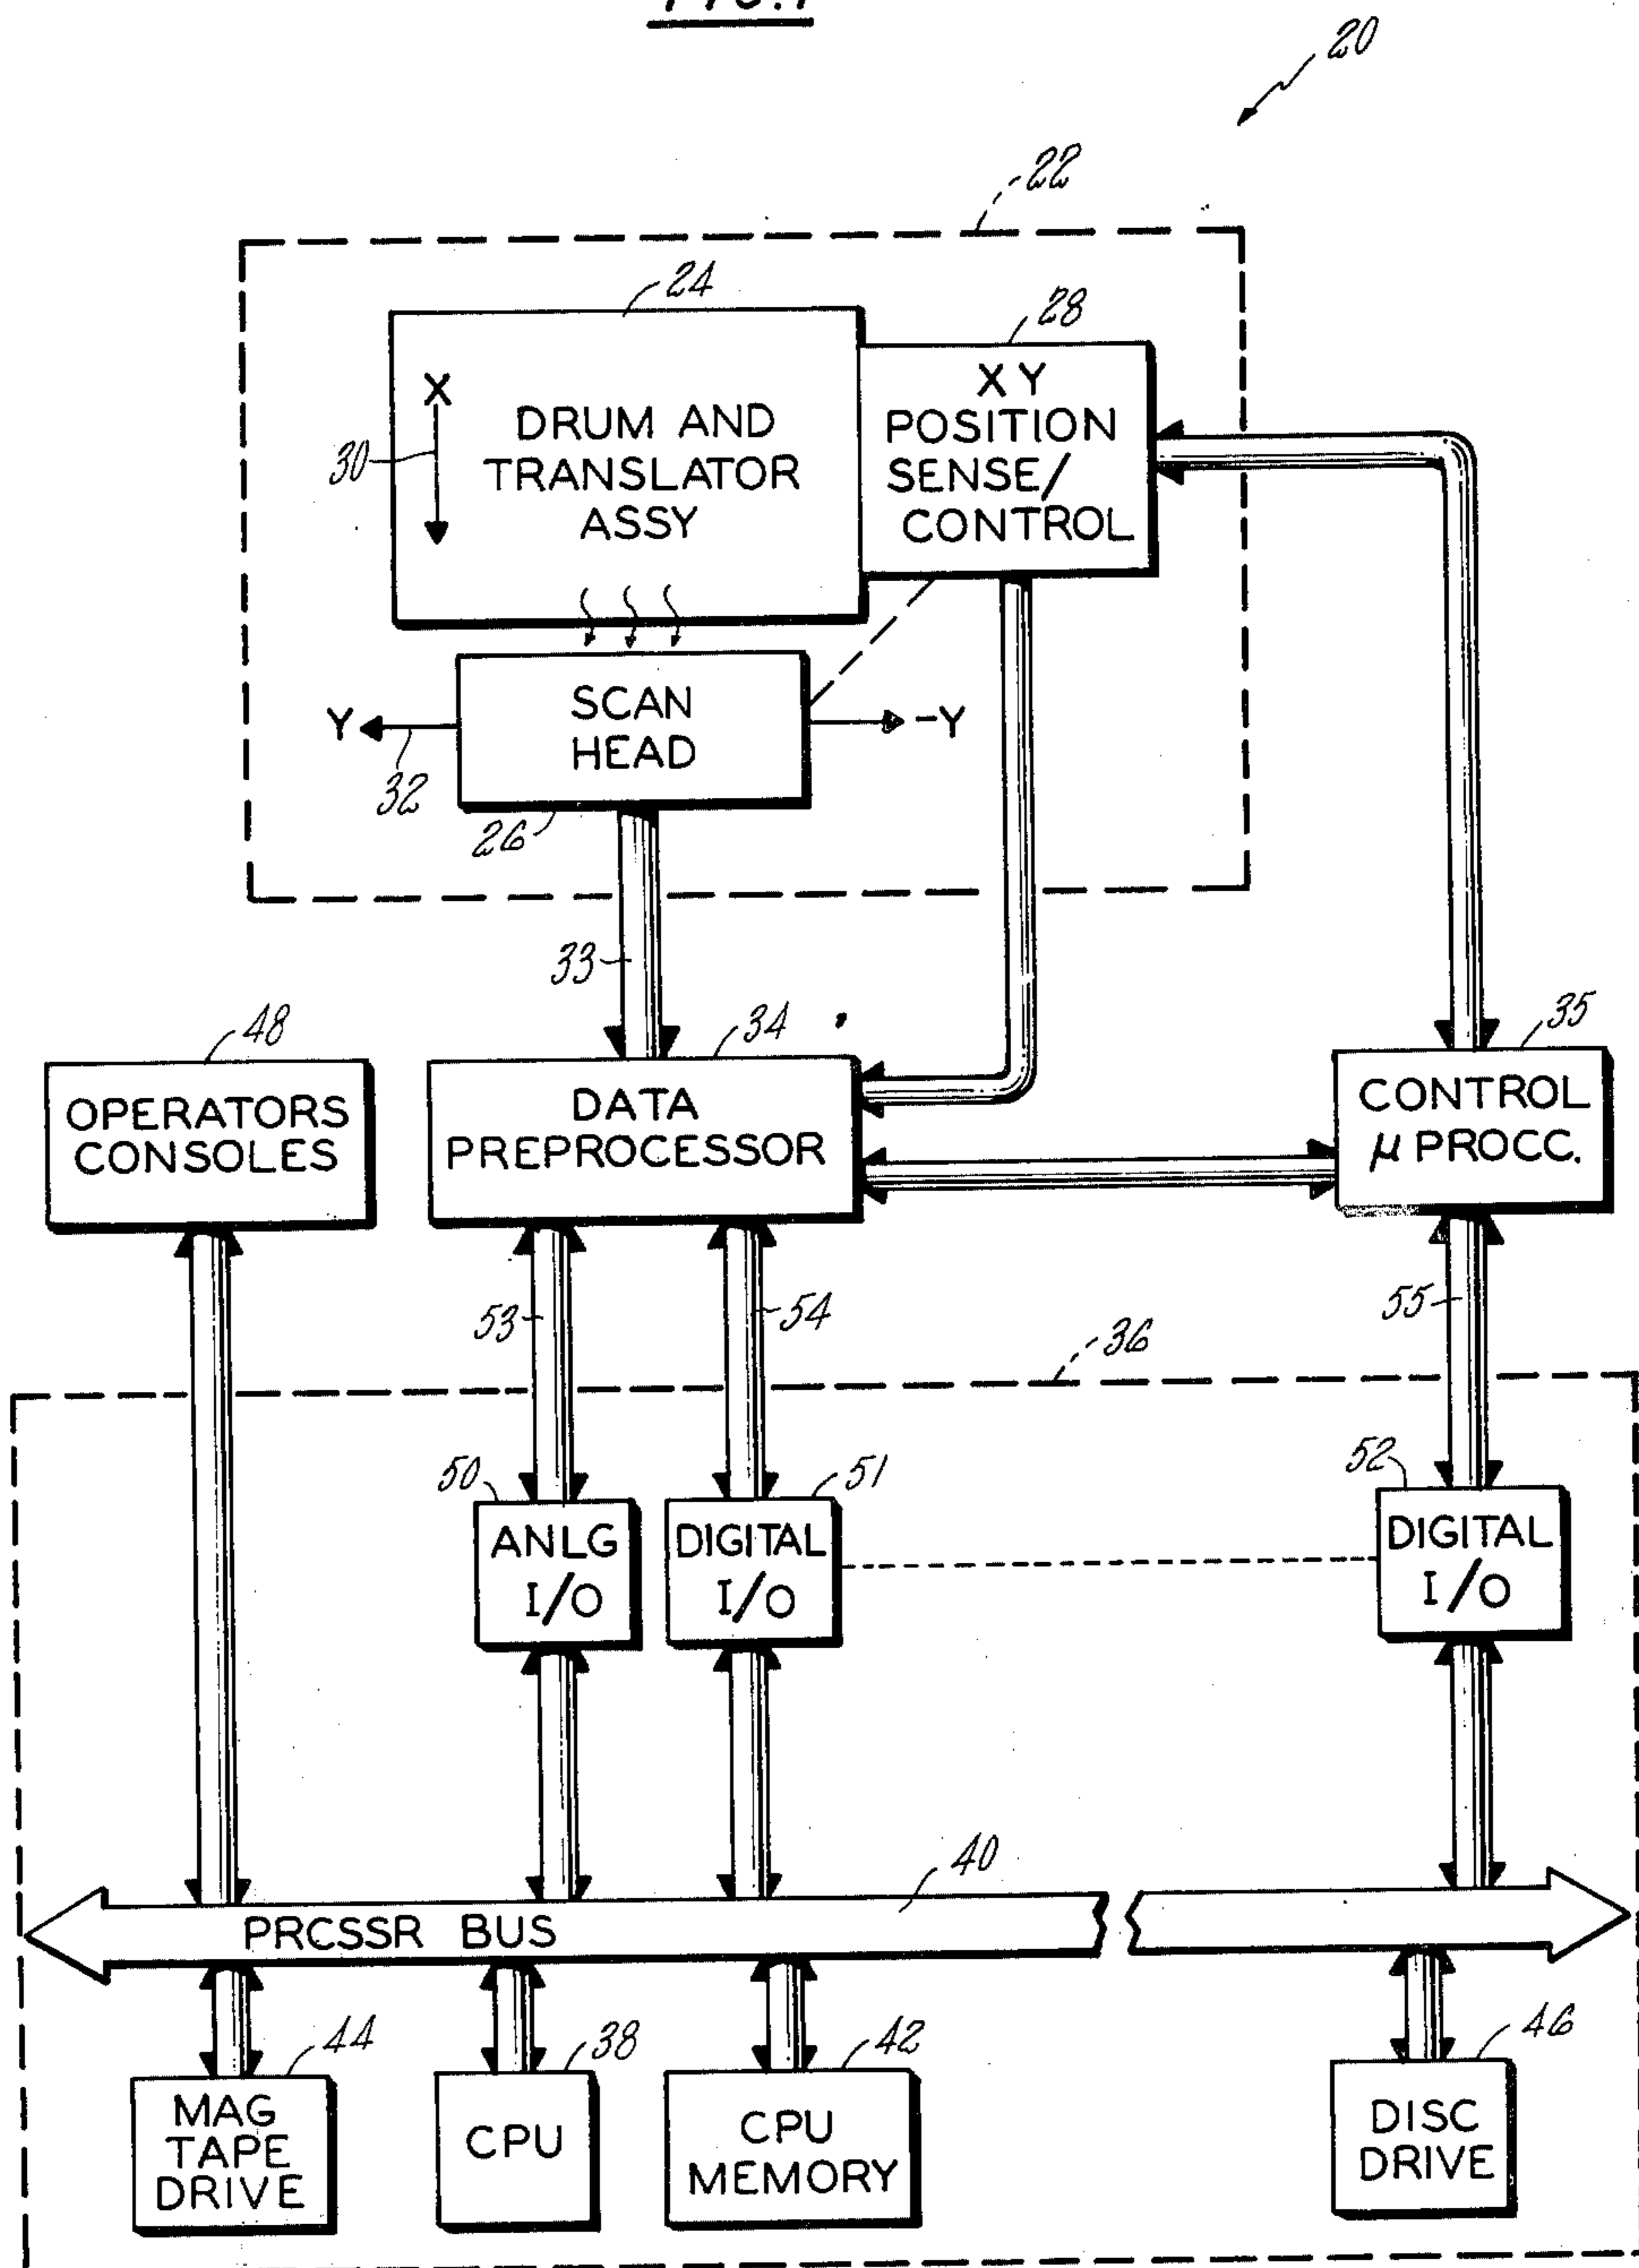 FIG.1
20
22
24
28
X
30
DRUM AND
TRANSLATOR
ASSY
XY
POSITION
SENSE/
CONTROL
SCAN
HEAD
Y
-Y
32
26
33
48
34
35
OPERATORS
CONSOLES
DATA
PREPROCESSOR
CONTROL
μ PROCC.
53
54
55
36
50
51
52
ANLG
I/O
DIGITAL
I/O
DIGITAL
I/O
40
PRCSSR BUS
44
38
42
46
MAG
TAPE
DRIVE
CPU
CPU
MEMORY
DISC
DRIVE